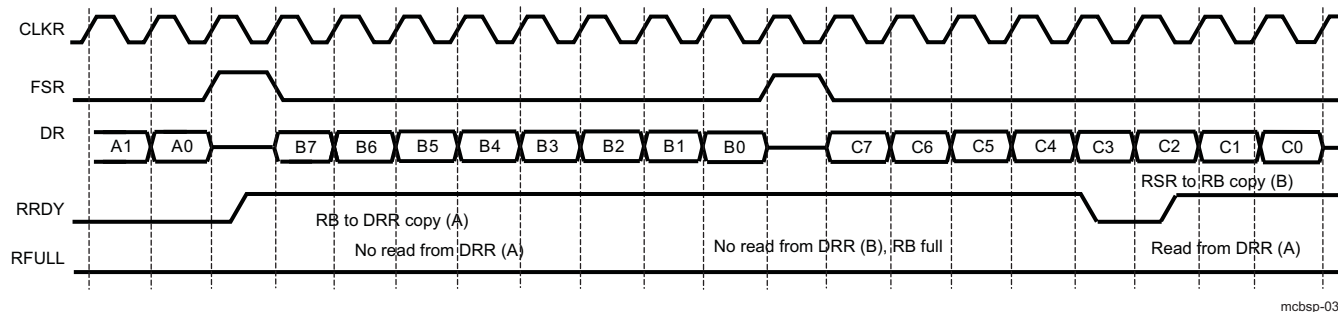 CLKR
FSR
DR A1 A0 B7 B6 B5 B4 B3 B2 B1 B0 C7 C6 C5 C4 C3 C2 C1 C0
RSR to RB copy (B)
RRDY
RB to DRR copy (A)
No read from DRR (A) No read from DRR (B), RB full Read from DRR (A)
RFULL
mcbsp-03